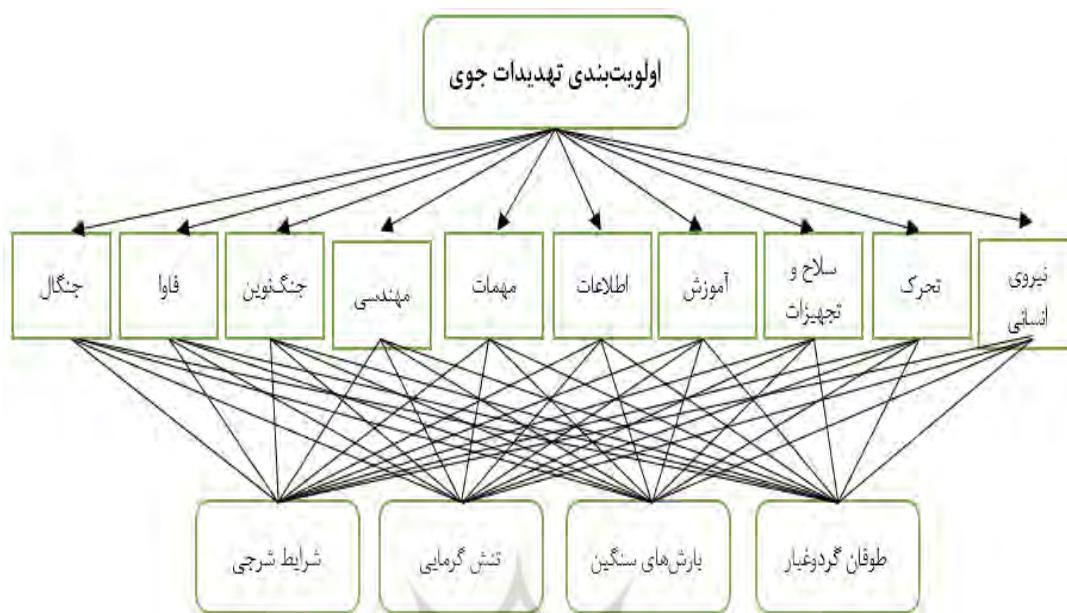 اولویت‌بندی تهدیدات جوی
نیروی
انسانی
تحرک
سلاح و
تجهیزات
آموزش
اطلاعات
مهمات
مهندسی
جنگ‌نوین
فاوا
جنگال
طوفان گردوغبار
بارش‌های سنگین
تنش گرمایی
شرایط شرجی